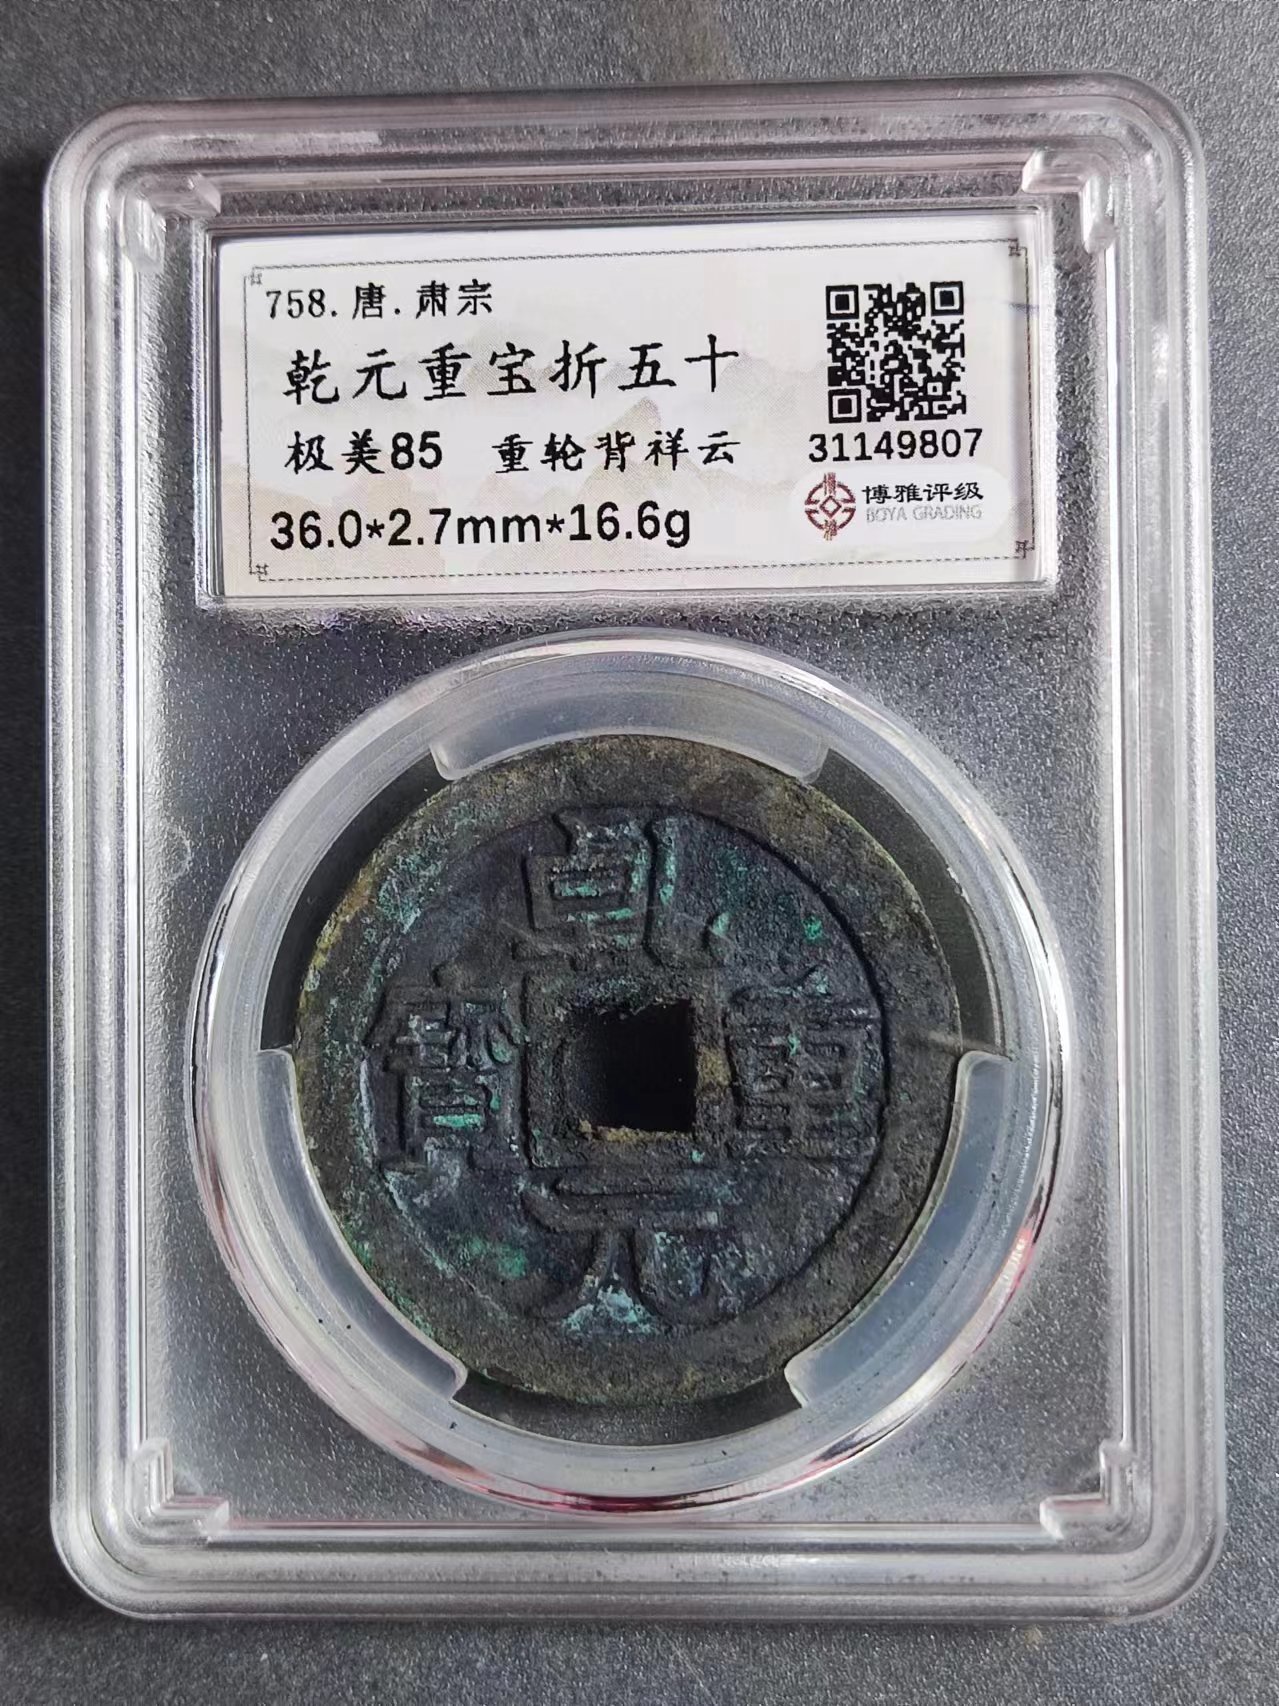 758.唐.肃宗
乾元重宝折五十
极美85 重轮背祥云
36.0*2.7mm*16.6g
31149807
博雅评级
BOYA GRADING
乾元重寶